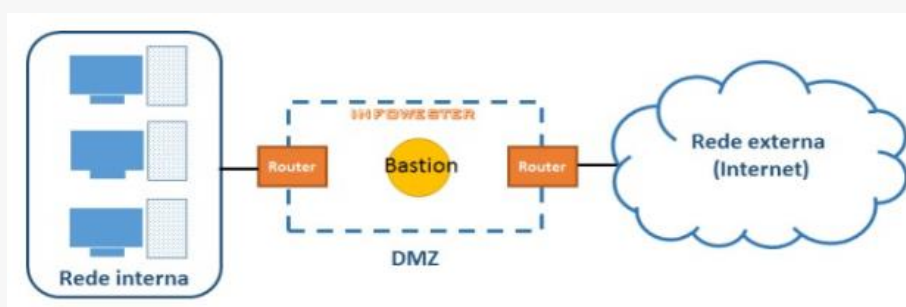 INFOWESTER
Router
Bastion
Router
Rede externa
(Internet)
DMZ
Rede interna